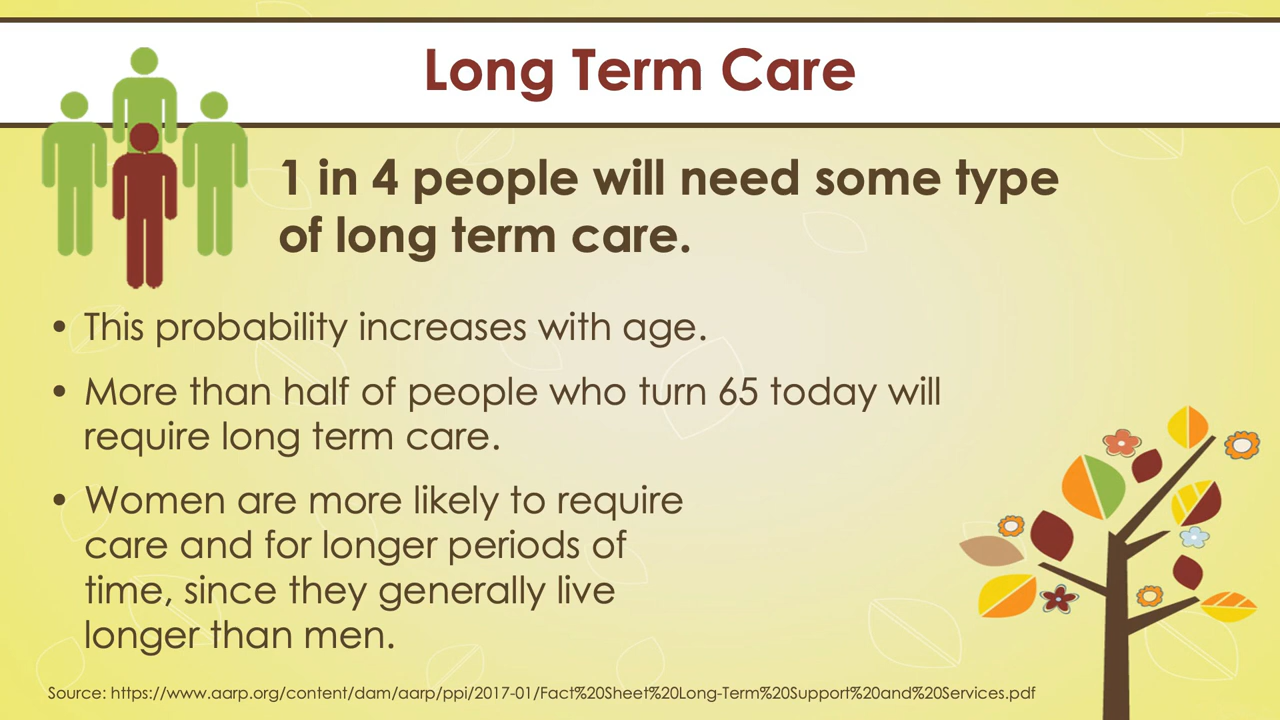 Long Term Care
1 in 4 people will need some type
of long term care.
• This probability increases with age.
• More than half of people who turn 65 today will
require long term care.
• Women are more likely to require
care and for longer periods of
time, since they generally live
longer than men.
Source: https://www.aarp.org/content/dam/aarp/ppi/2017-01/Fact%20Sheet%20Long-Term%20Support%20and%20Services.pdf